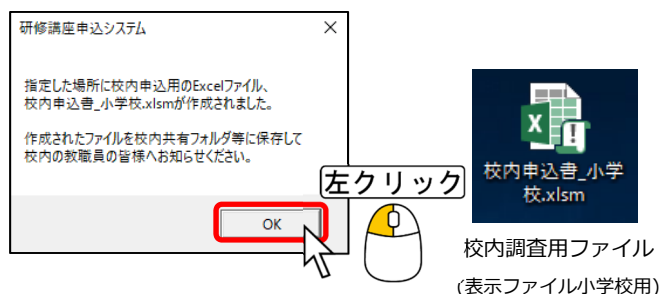 研修講座申込システム
指定した場所に校内申込用のExcelファイル、
校内申込書_小学校.xlsmが作成されました。
作成されたファイルを校内共有フォルダ等に保存して
校内の教職員の皆様へお知らせください。
左クリック
OK
校内申込書_小学
校.xlsm
校内調査用ファイル
(表示ファイル小学校用)